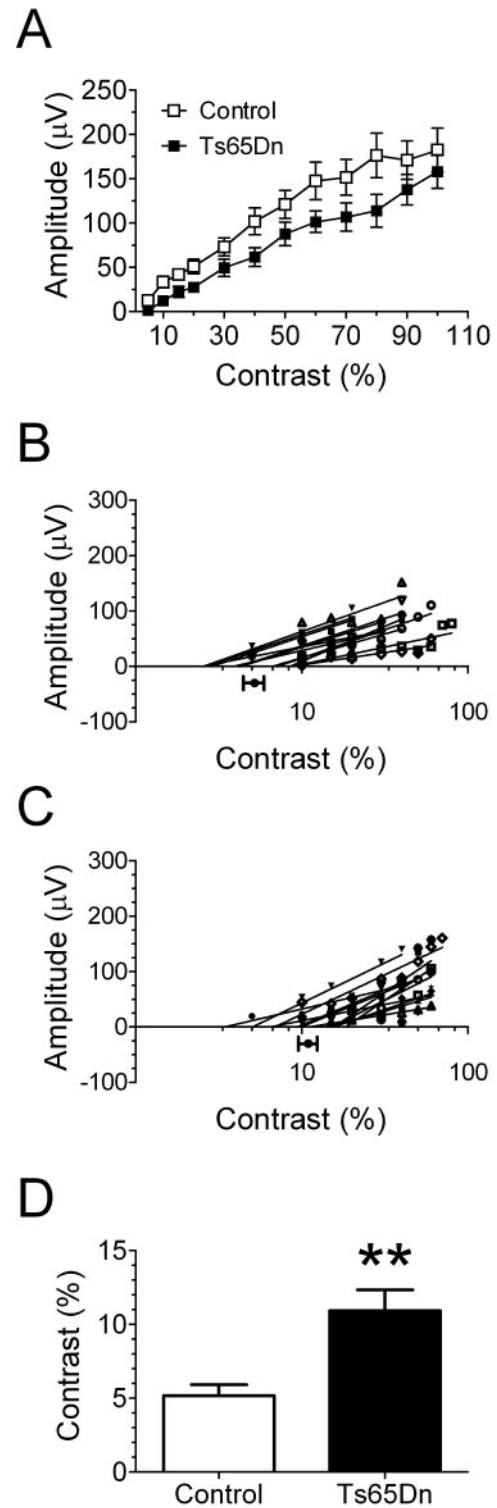 A
Amplitude (μV)
250
200
150
100
50
0
Control
Ts65Dn
10 30 50 70 90 110
Contrast (%)
B
Amplitude (μV)
300
200
100
0
-100
10 100
Contrast (%)
C
Amplitude (μV)
300
200
100
0
-100
10 100
Contrast (%)
D
Contrast (%)
15
10
5
0
**
Control Ts65Dn